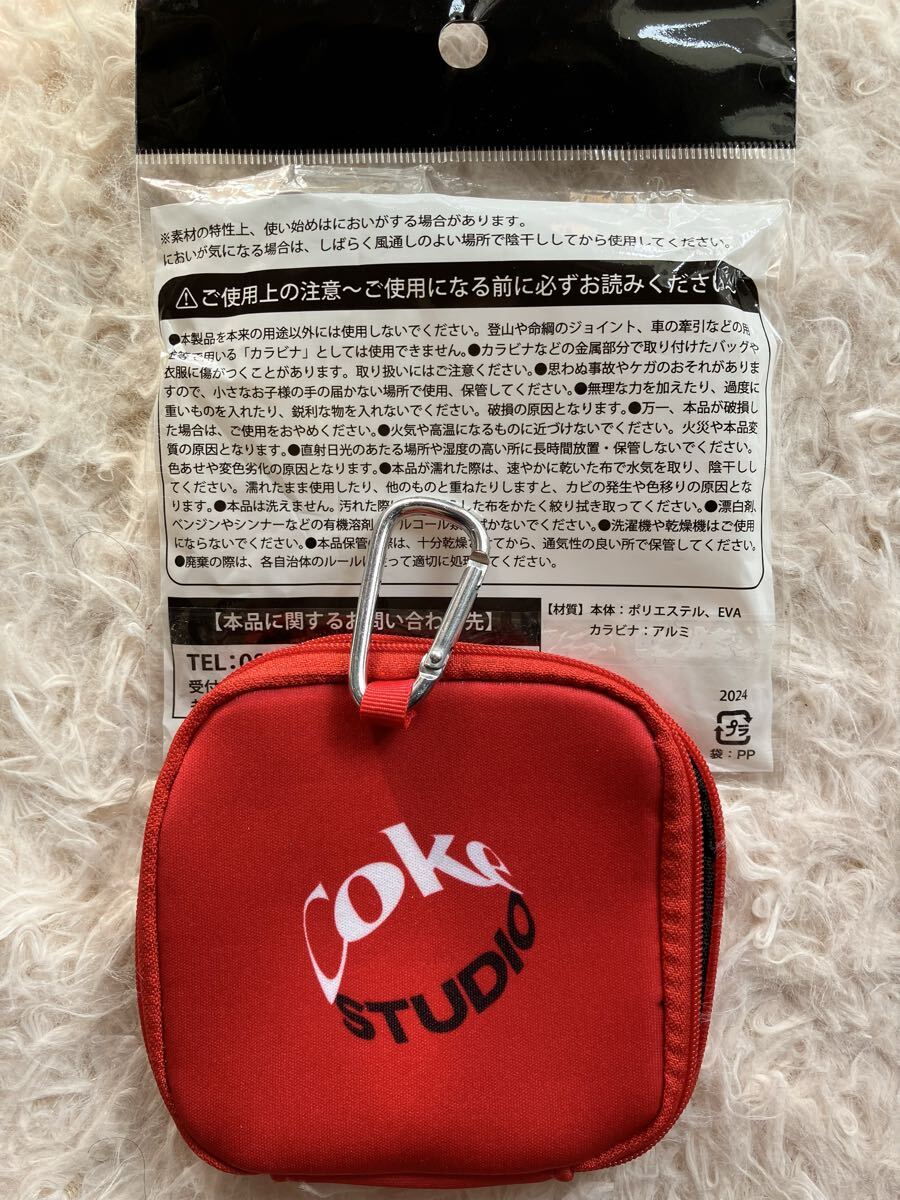 ※素材の特性上、使い始めはにおいがする場合があります。
においが気になる場合は、しばらく風通しのよい場所で陰干ししてから使用してください。
ご使用上の注意～ご使用になる前に必ずお読みください
●本製品を本来の用途以外には使用しないでください。登山や命綱のジョイント、車の牽引などの用
で用いる「カラビナ」としては使用できません。●カラビナなどの金属部分で取り付けたバッグや
衣服に傷がつくことがあります。取り扱いにはご注意ください。●思わぬ事故やケガのおそれがありま
すので、小さなお子様の手の届かない場所で使用、保管してください。●無理な力を加えたり、過度に
重いものを入れたり、鋭利な物を入れないでください。破損の原因となります。●万一、本品が破損し
た場合は、ご使用をおやめください。●火気や高温になるものに近づけないでください。火災や本品変
質の原因となります。●直射日光のあたる場所や湿度の高い所に長時間放置・保管しないでください。
色あせや変色劣化の原因となります。●本品が濡れた際は、速やかに乾いた布で水気を取り、陰干しし
てください。濡れたまま使用したり、他のものと重ねたりしますと、カビの発生や色移りの原因とな
ります。●本品は洗えません。汚れた際 した布をかたく絞り拭き取ってください。●漂白剤、
ベンジンやシンナーなどの有機溶剤 ルコール 拭かないでください。●洗濯機や乾燥機はご使用
にならないでください。●本品保管 際は、十分乾燥 せてから、通気性の良い所で保管してください。
●廃棄の際は、各自治体のルールに って適切に処理 てください。
【本品に関するお問い合わ 先】
TEL:0
受付
【材質】本体：ポリエステル、EVA
カラビナ：アルミ
2024
プラ
袋：PP
Coke
STUDIO